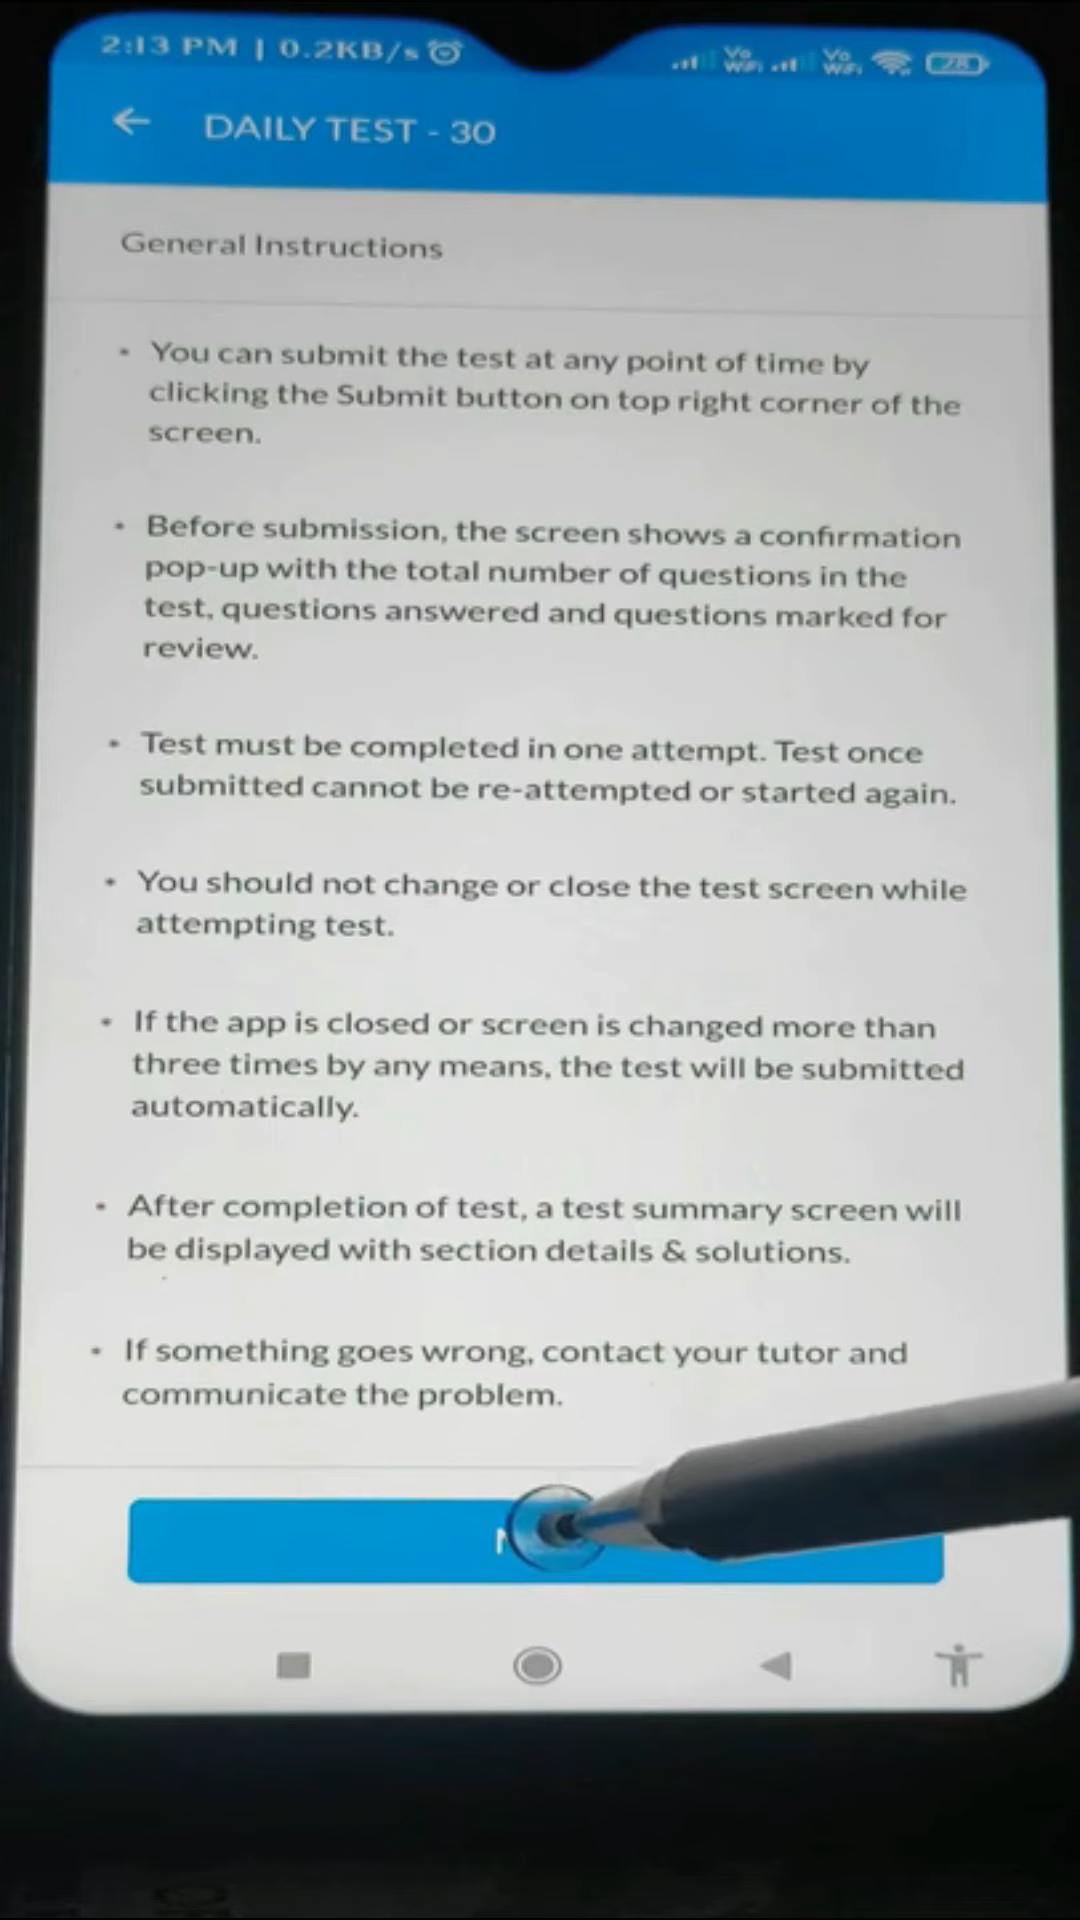 2:13 PM | 0.2KB/s
Vo
WiFi
Vo
WiFi
28
DAILY TEST - 30
General Instructions
• You can submit the test at any point of time by
clicking the Submit button on top right corner of the
screen.
• Before submission, the screen shows a confirmation
pop-up with the total number of questions in the
test, questions answered and questions marked for
review.
• Test must be completed in one attempt. Test once
submitted cannot be re-attempted or started again.
• You should not change or close the test screen while
attempting test.
• If the app is closed or screen is changed more than
three times by any means, the test will be submitted
automatically.
• After completion of test, a test summary screen will
be displayed with section details & solutions.
• If something goes wrong, contact your tutor and
communicate the problem.